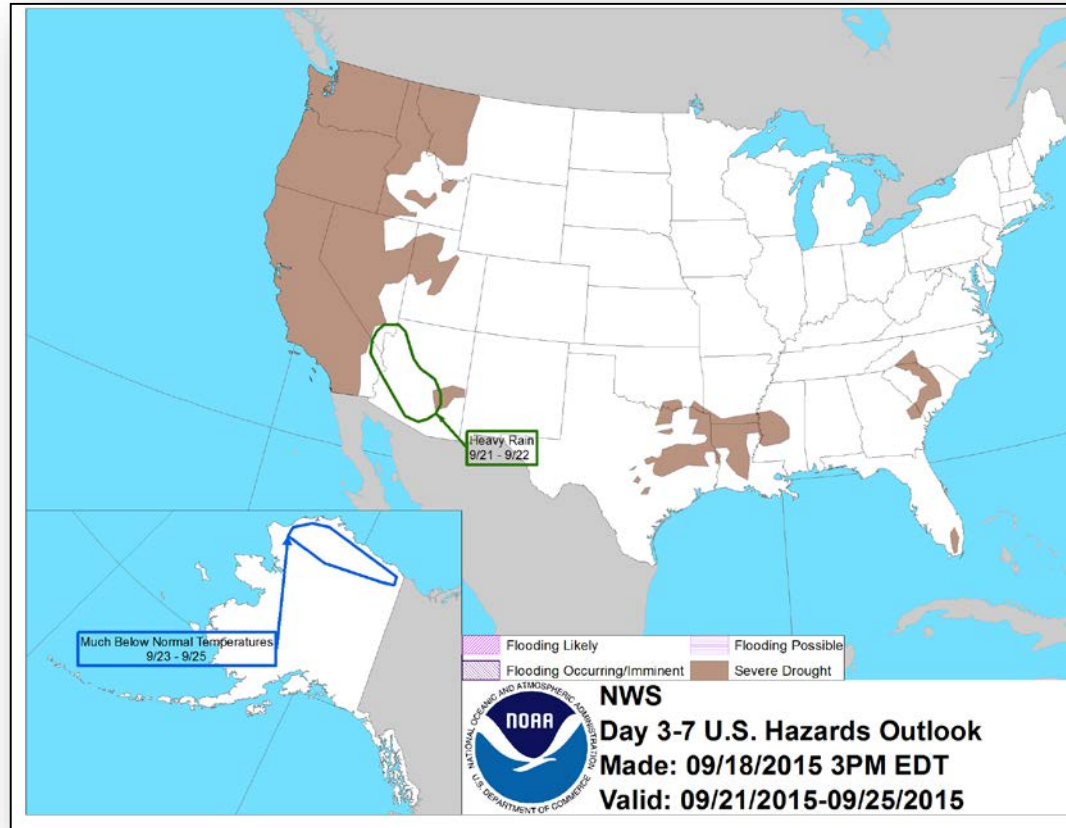 Heavy Rain
9/21 - 9/22
Much Below Normal Temperatures
9/23 - 9/25
Flooding Likely
Flooding Possible
Flooding Occurring/Imminent
Severe Drought
NATIONAL OCEANIC AND ATMOSPHERIC ADMINISTRATION
NOAA
U.S. DEPARTMENT OF COMMERCE
NWS
Day 3-7 U.S. Hazards Outlook
Made: 09/18/2015 3PM EDT
Valid: 09/21/2015-09/25/2015